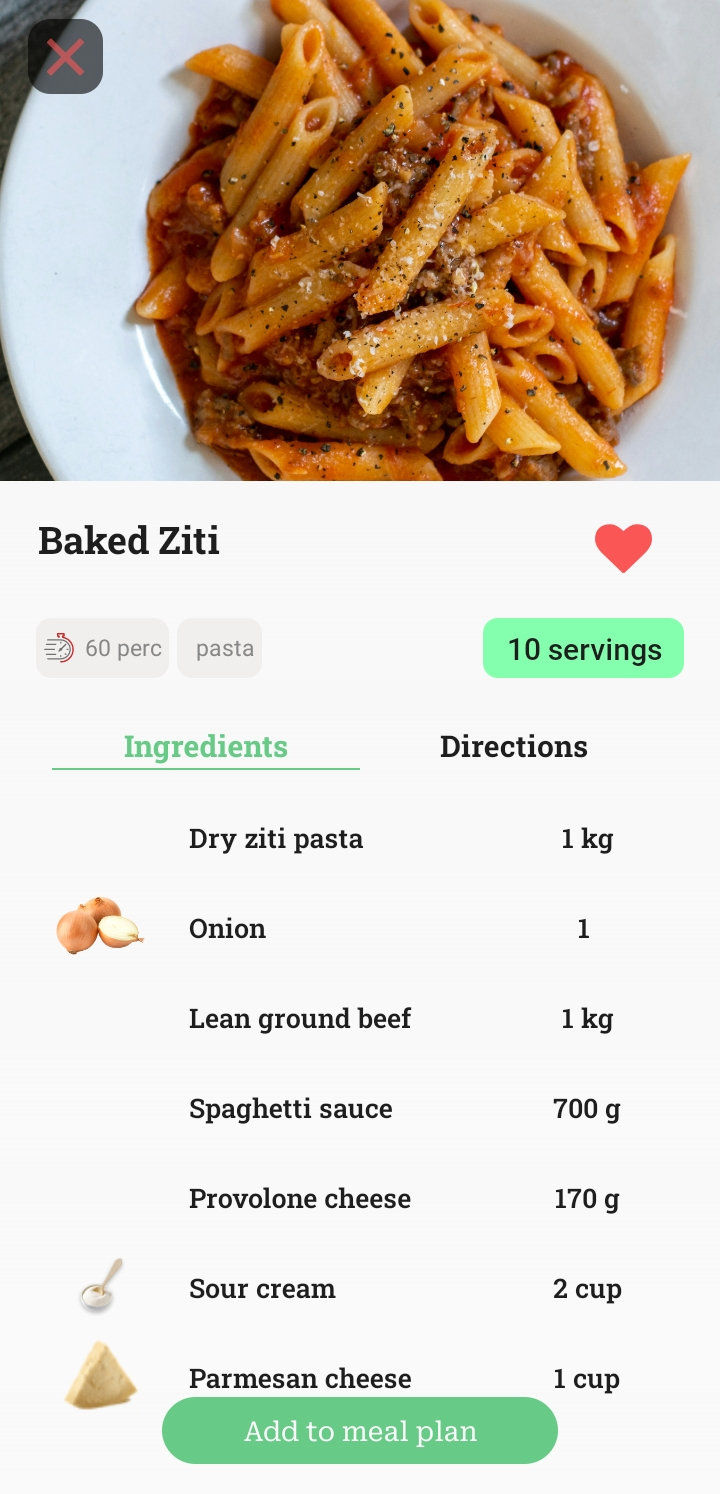 Baked Ziti
60 perc
pasta
10 servings
Ingredients
Directions
Dry ziti pasta 1 kg
Onion 1
Lean ground beef 1 kg
Spaghetti sauce 700 g
Provolone cheese 170 g
Sour cream 2 cup
Parmesan cheese 1 cup
Add to meal plan